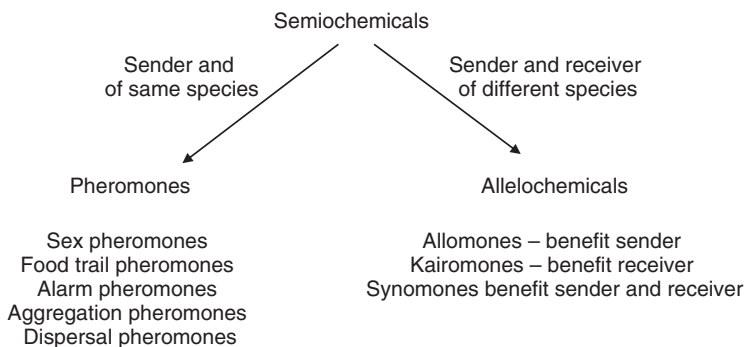 Semiochemicals
Sender and
of same species
Sender and receiver
of different species
Pheromones
Sex pheromones
Food trail pheromones
Alarm pheromones
Aggregation pheromones
Dispersal pheromones
Allelochemicals
Allomones – benefit sender
Kairomones – benefit receiver
Synomones benefit sender and receiver